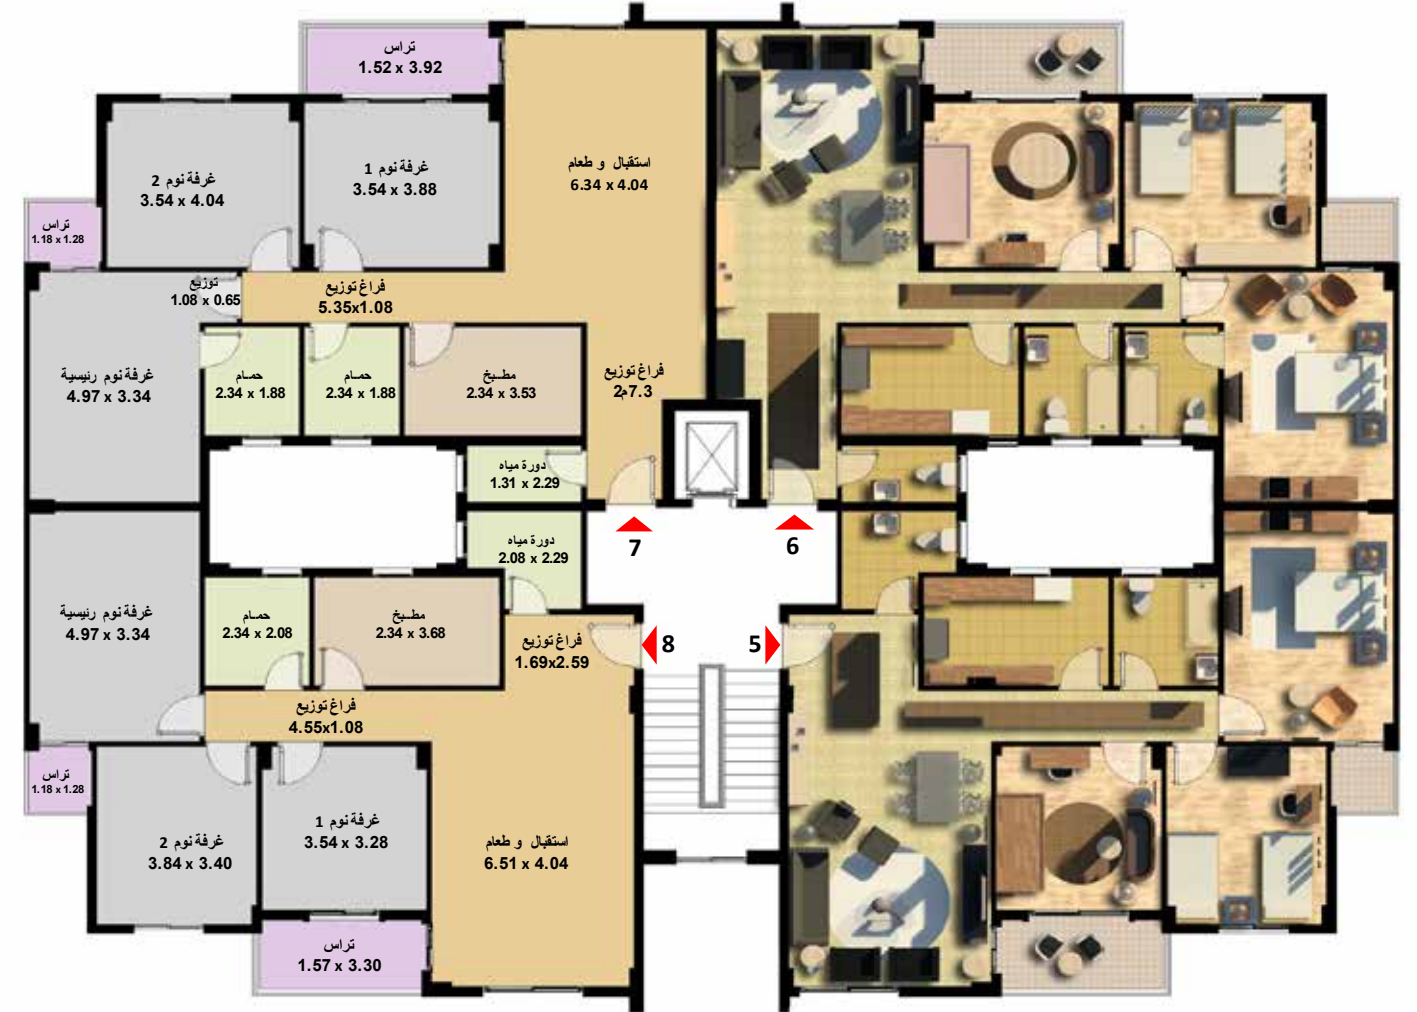 تراس
1.52 x 3.92
غرفة نوم 2
3.54 x 4.04
غرفة نوم 1
3.54 x 3.88
استقبال و طعام
6.34 x 4.04
تراس
1.18 x 1.28
توزيع
1.08 x 0.65
فراغ توزيع
5.35x1.08
غرفة نوم رئيسية
4.97 x 3.34
حمام
2.34 x 1.88
حمام
2.34 x 1.88
مطبخ
2.34 x 3.53
فراغ توزيع
7.3م2
دورة مياه
1.31 x 2.29
دورة مياه
2.08 x 2.29
7
6
غرفة نوم رئيسية
4.97 x 3.34
حمام
2.34 x 2.08
مطبخ
2.34 x 3.68
فراغ توزيع
1.69x2.59
8
5
فراغ توزيع
4.55x1.08
تراس
1.18 x 1.28
غرفة نوم 2
3.84 x 3.40
غرفة نوم 1
3.54 x 3.28
استقبال و طعام
6.51 x 4.04
تراس
1.57 x 3.30